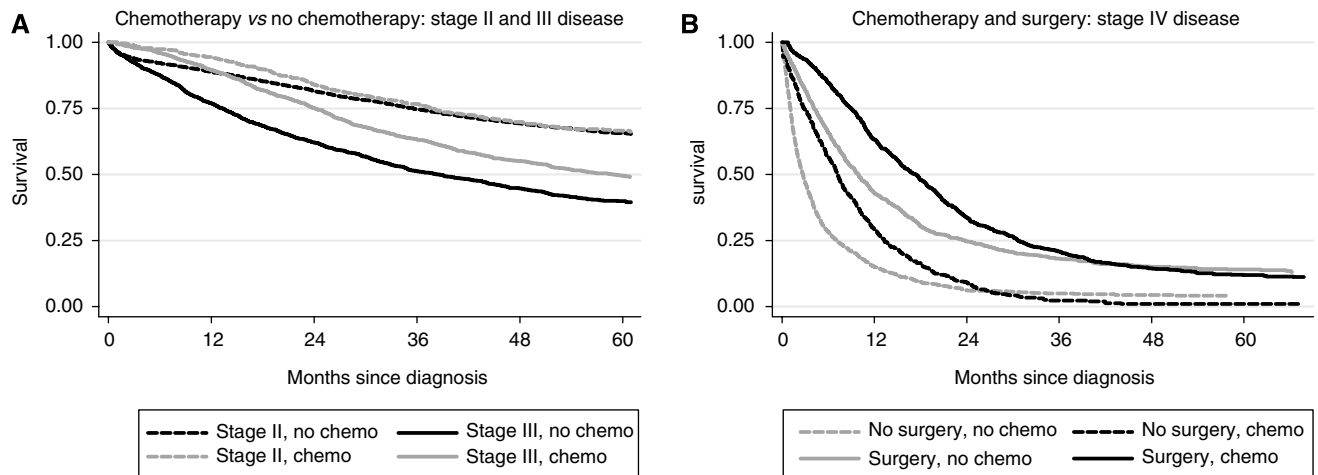 A
Chemotherapy vs no chemotherapy: stage II and III disease
1.00
0.75
0.50
0.25
0.00
Survival
0 12 24 36 48 60
Months since diagnosis
Stage II, no chemo Stage III, no chemo
Stage II, chemo Stage III, chemo
B
Chemotherapy and surgery: stage IV disease
1.00
0.75
0.50
0.25
0.00
survival
0 12 24 36 48 60
Months since diagnosis
No surgery, no chemo No surgery, chemo
Surgery, no chemo Surgery, chemo